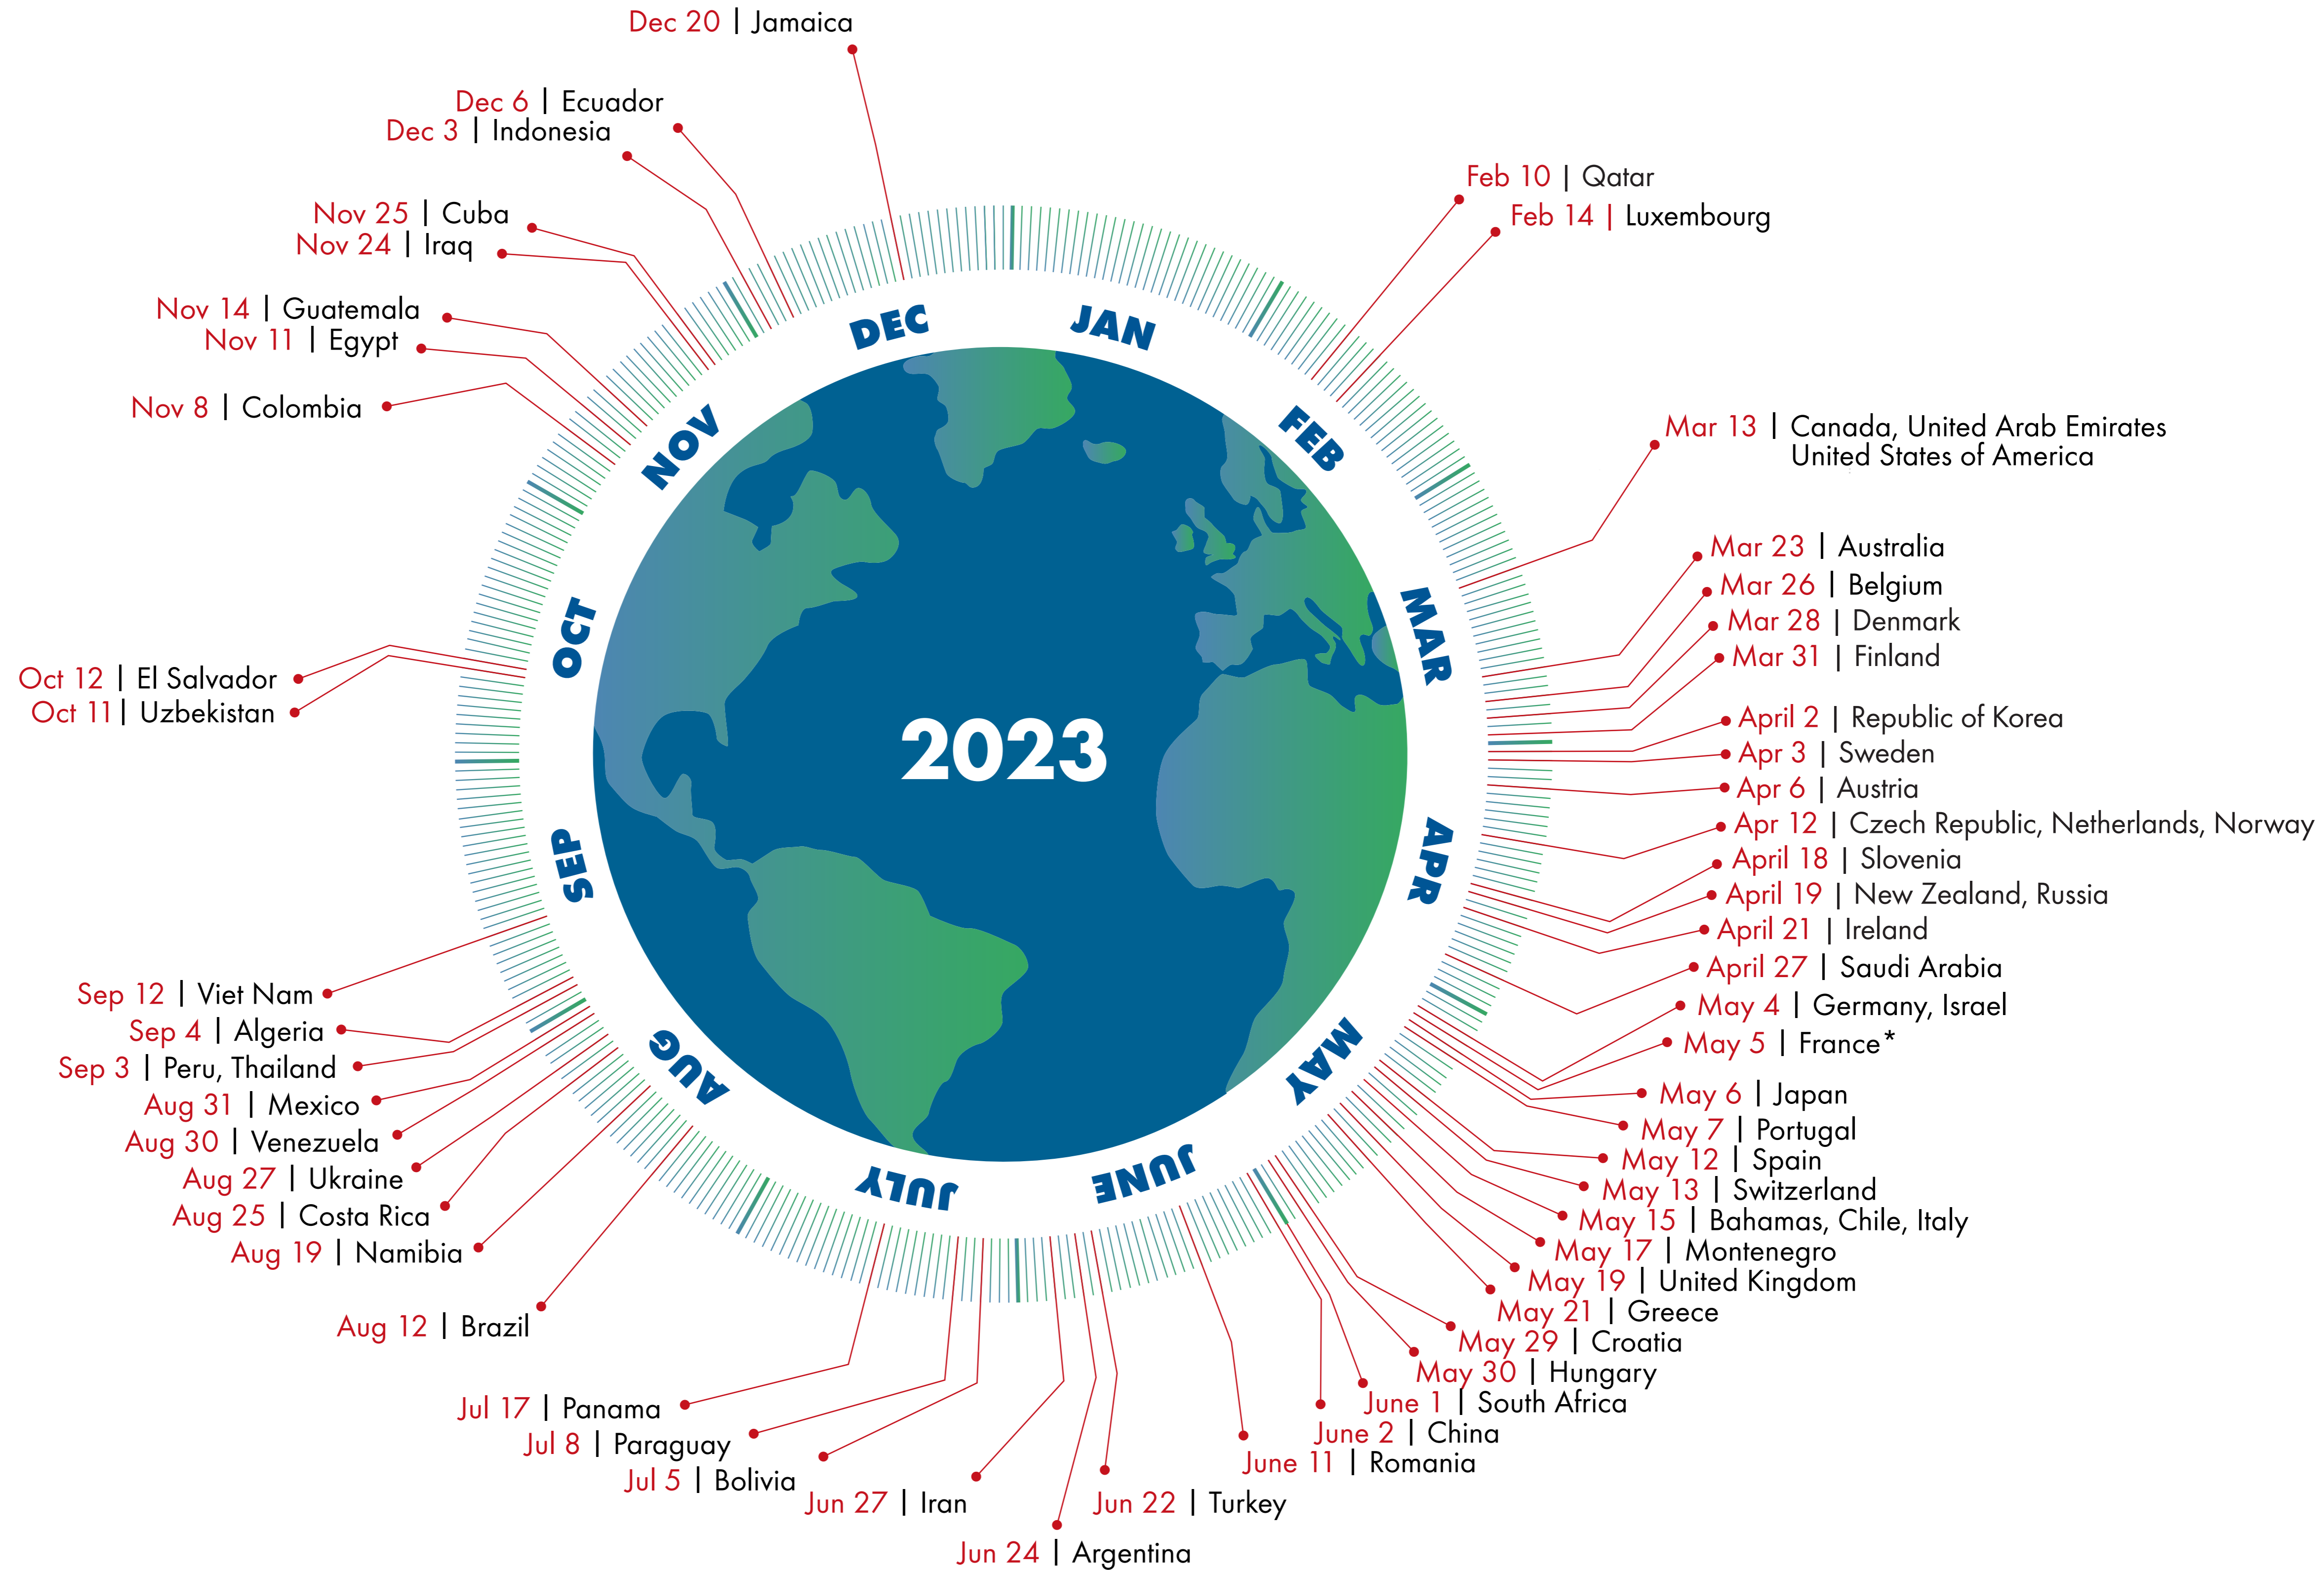 Dec 20 | Jamaica
Dec 6 | Ecuador
Dec 3 | Indonesia
Nov 25 | Cuba
Nov 24 | Iraq
Nov 14 | Guatemala
Nov 11 | Egypt
Nov 8 | Colombia
Oct 12 | El Salvador
Oct 11 | Uzbekistan
Sep 12 | Viet Nam
Sep 4 | Algeria
Sep 3 | Peru, Thailand
Aug 31 | Mexico
Aug 30 | Venezuela
Aug 27 | Ukraine
Aug 25 | Costa Rica
Aug 19 | Namibia
Aug 12 | Brazil
Jul 17 | Panama
Jul 8 | Paraguay
Jul 5 | Bolivia
Jun 27 | Iran
Jun 24 | Argentina
Jun 22 | Turkey
Feb 10 | Qatar
Feb 14 | Luxembourg
Mar 13 | Canada, United Arab Emirates
United States of America
Mar 23 | Australia
Mar 26 | Belgium
Mar 28 | Denmark
Mar 31 | Finland
April 2 | Republic of Korea
Apr 3 | Sweden
Apr 6 | Austria
Apr 12 | Czech Republic, Netherlands, Norway
April 18 | Slovenia
April 19 | New Zealand, Russia
April 21 | Ireland
April 27 | Saudi Arabia
May 4 | Germany, Israel
May 5 | France*
May 6 | Japan
May 7 | Portugal
May 12 | Spain
May 13 | Switzerland
May 15 | Bahamas, Chile, Italy
May 17 | Montenegro
May 19 | United Kingdom
May 21 | Greece
May 29 | Croatia
May 30 | Hungary
June 1 | South Africa
June 2 | China
June 11 | Romania
JAN
FEB
MAR
APR
MAY
JUNE
JULY
AUG
SEP
OCT
NOV
DEC
2023